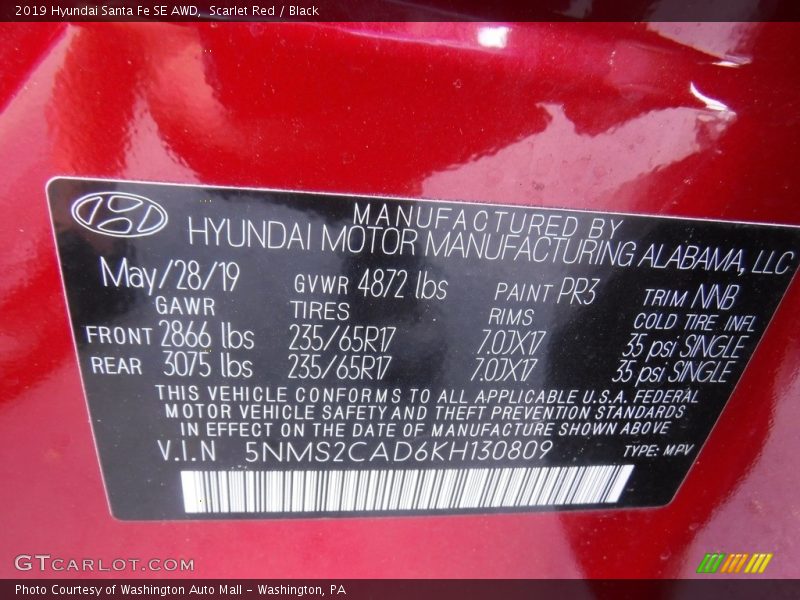 2019 Hyundai Santa Fe SE AWD, Scarlet Red / Black
MANUFACTURED BY
HYUNDAI MOTOR MANUFACTURING ALABAMA, LLC
May/28/19 GVWR 4872 lbs PAINT PR3 TRIM NNB
GAWR TIRES RIMS COLD TIRE INFL
FRONT 2866 lbs 235/65R17 7.0JX17 35 psi SINGLE
REAR 3075 lbs 235/65R17 7.0JX17 35 psi SINGLE
THIS VEHICLE CONFORMS TO ALL APPLICABLE U.S.A. FEDERAL
MOTOR VEHICLE SAFETY AND THEFT PREVENTION STANDARDS
IN EFFECT ON THE DATE OF MANUFACTURE SHOWN ABOVE
V.I.N 5NMS2CAD6KH130809 TYPE: MPV
GTCARLOT.COM
Photo Courtesy of Washington Auto Mall - Washington, PA